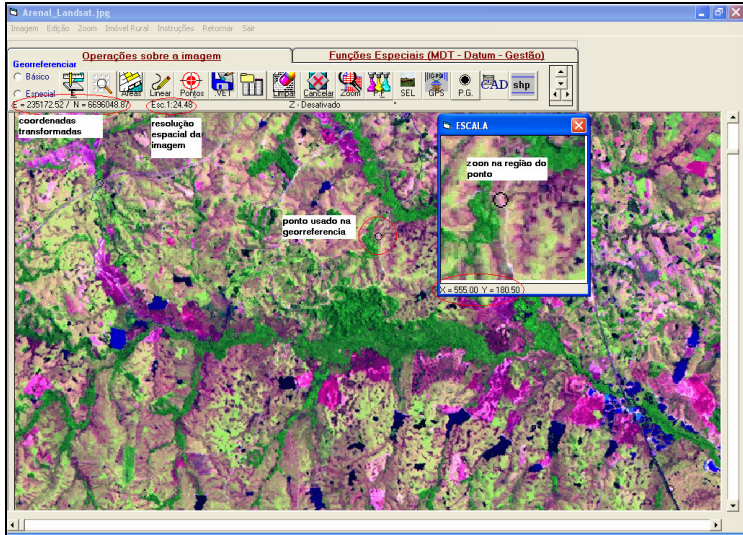 Arenal_Landsat.jpg
Imagem Edição Zoom Imóvel Rural Instruções Retornar Sair
Operações sobre a imagem
Funções Especiais (MDT - Datum - Gestão)
Georreferenciar
Básico
Especial
E
Áreas
Linear
Pontos
.VET
Limpar
Cancelar
Zoom
P.T.
SEL
GPS
P.G.
CAD
shp
E = 235172.52 / N = 6696048.87
Esc.1:24.48
Z - Desativado
*
coordenadas
transformadas
resolução
espacial da
imagem
ponto usado na
georreferencia
ESCALA
zoon na região do
ponto
X = 555.00 Y = 180.50